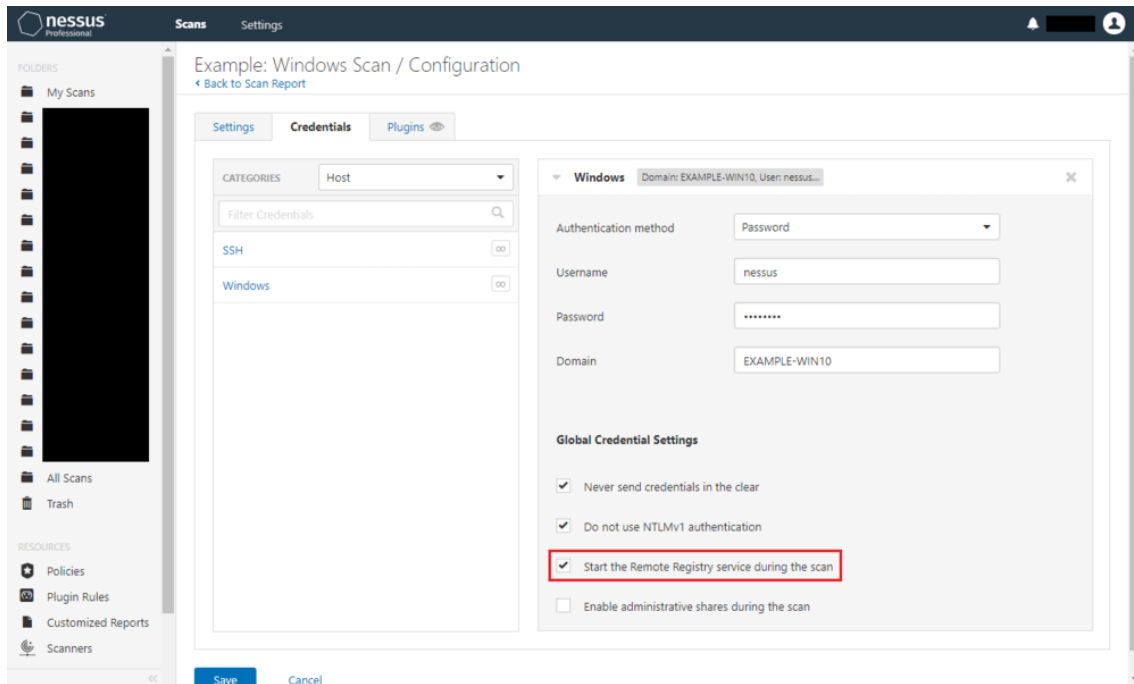 nessus
Professional
Scans Settings
FOLDERS
My Scans
All Scans
Trash
RESOURCES
Policies
Plugin Rules
Customized Reports
Scanners
Example: Windows Scan / Configuration
Back to Scan Report
Settings Credentials Plugins
CATEGORIES Host
Filter Credentials
SSH
Windows
Windows Domain: EXAMPLE-WIN10, User: nessus...
Authentication method Password
Username nessus
Password ••••••••
Domain EXAMPLE-WIN10
Global Credential Settings
Never send credentials in the clear
Do not use NTLMv1 authentication
Start the Remote Registry service during the scan
Enable administrative shares during the scan
Save Cancel